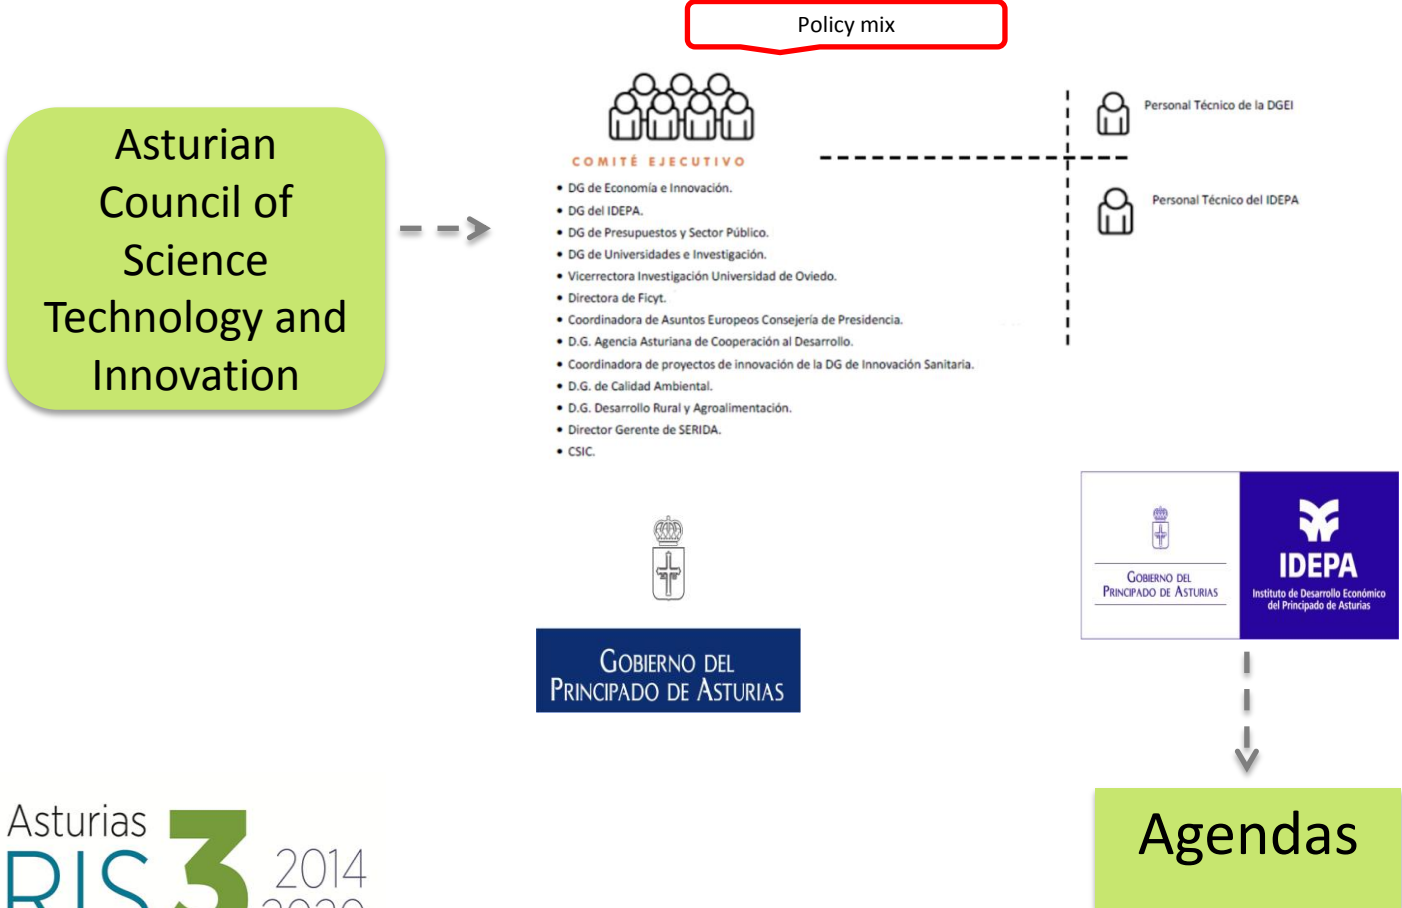 Policy mix
Asturian
Council of
Science
Technology and
Innovation
COMITÉ EJECUTIVO
• DG de Economía e Innovación.
• DG del IDEPA.
• DG de Presupuestos y Sector Público.
• DG de Universidades e Investigación.
• Vicerrectora Investigación Universidad de Oviedo.
• Directora de Ficyt.
• Coordinadora de Asuntos Europeos Consejería de Presidencia.
• D.G. Agencia Asturiana de Cooperación al Desarrollo.
• Coordinadora de proyectos de innovación de la DG de Innovación Sanitaria.
• D.G. de Calidad Ambiental.
• D.G. Desarrollo Rural y Agroalimentación.
• Director Gerente de SERIDA.
• CSIC.
Personal Técnico de la DGEI
Personal Técnico del IDEPA
GOBIERNO DEL
PRINCIPADO DE ASTURIAS
GOBIERNO DEL
PRINCIPADO DE ASTURIAS
IDEPA
Instituto de Desarrollo Económico
del Principado de Asturias
Agendas
Asturias
RIS3 2014
2020